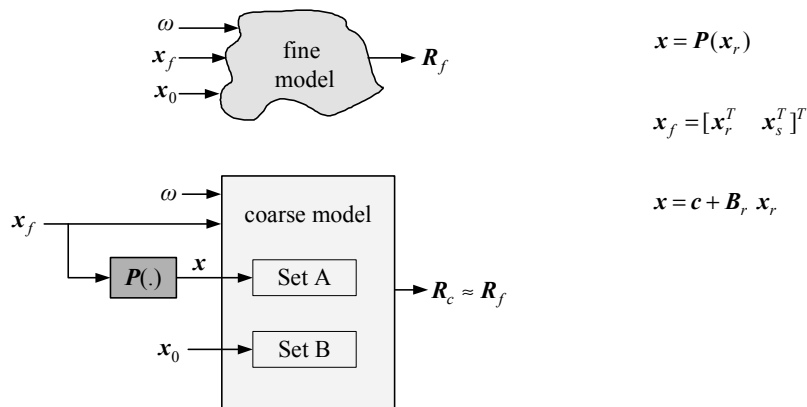 ω
x_f
x_0
fine
model
R_f
x = P(x_r)
x_f = [x_r^T x_s^T]^T
x = c + B_r x_r
ω
x_f
coarse model
P(.)
x
Set A
R_c ≈ R_f
x_0
Set B